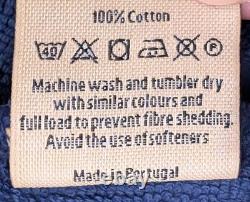 100% Cotton
40 P
Machine wash and tumbler dry
with similar colours and
full load to prevent fibre shedding.
Avoid the use of softeners
Made in Portugal